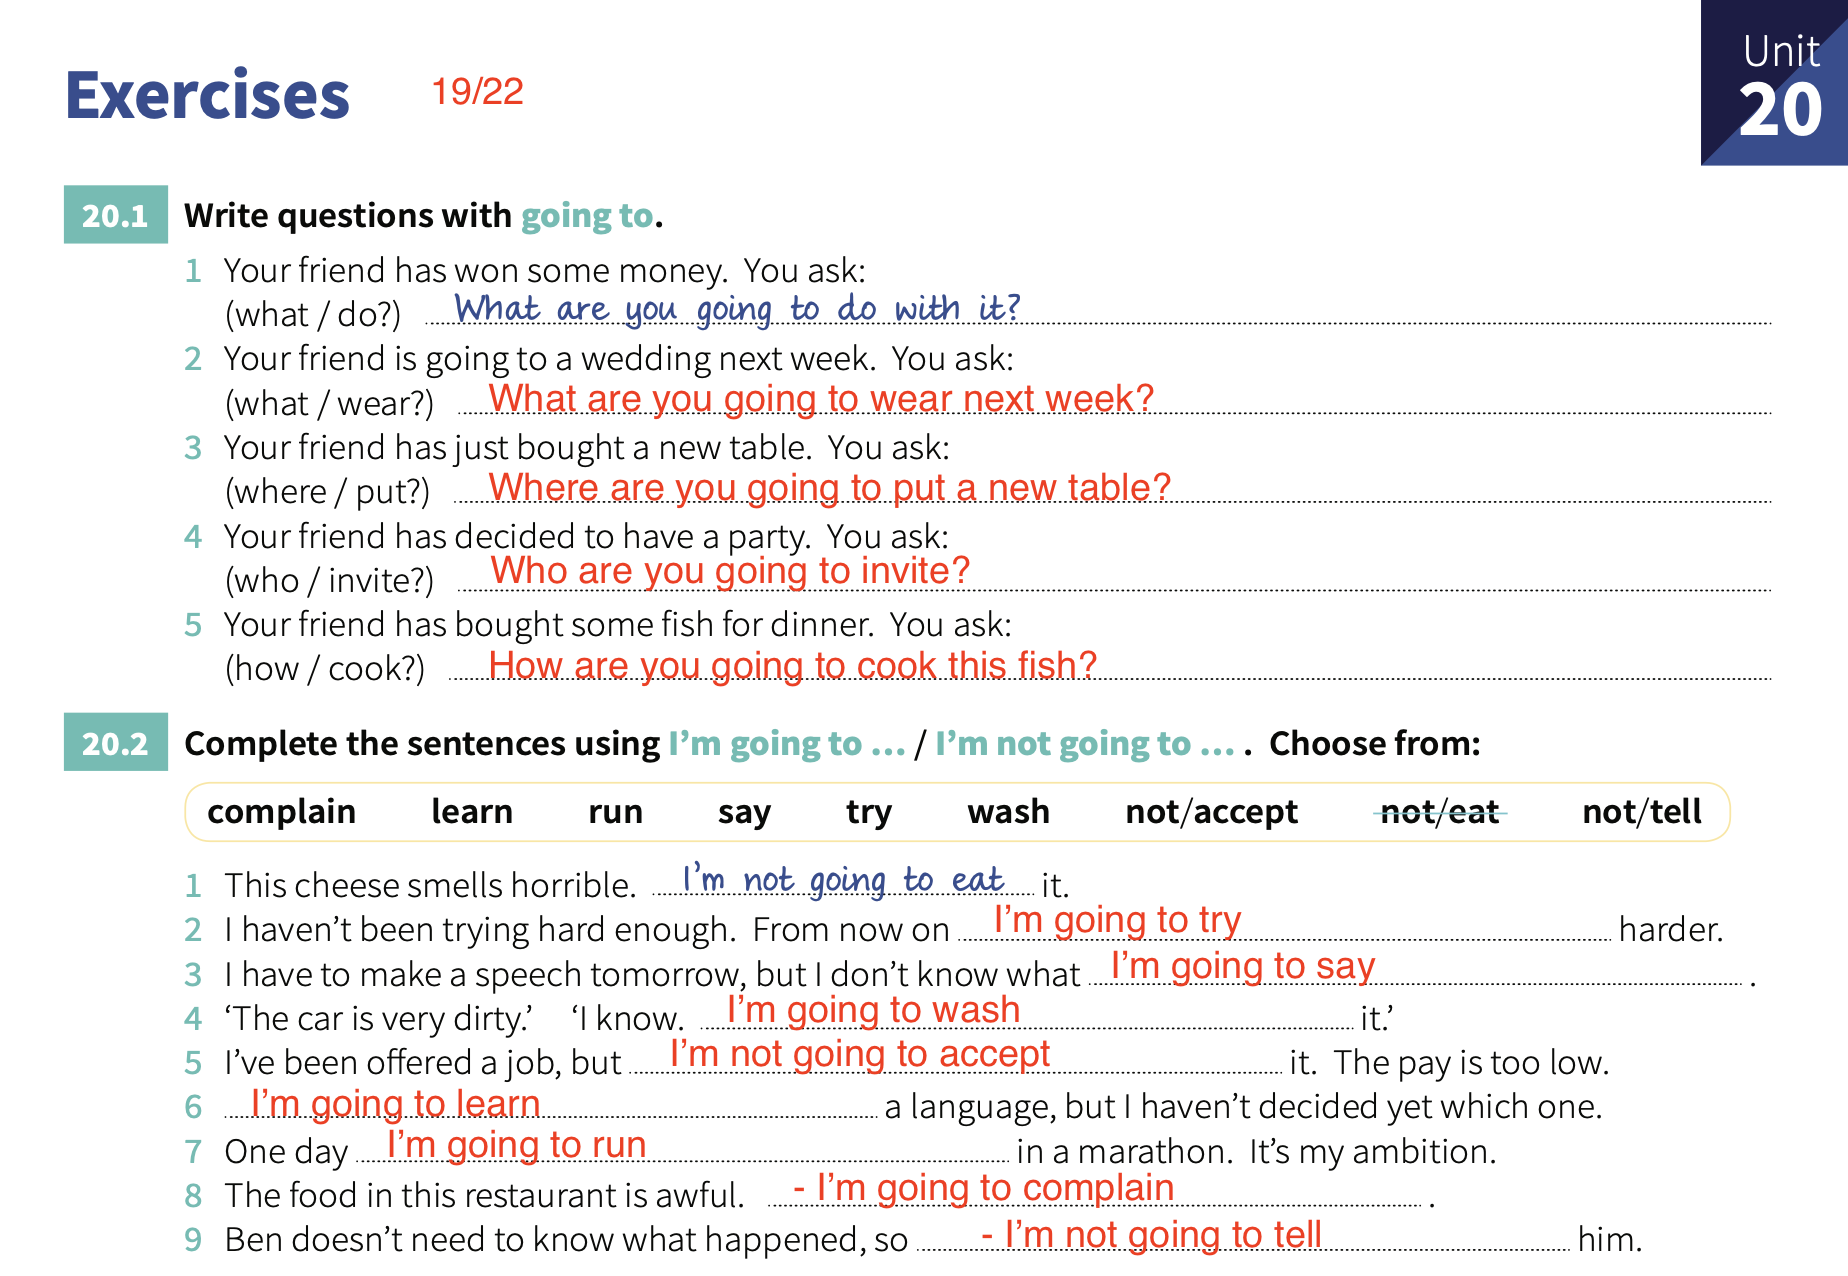 Exercises 19/22
Unit
20
20.1 Write questions with going to.
1 Your friend has won some money. You ask:
(what / do?) What are you going to do with it?
2 Your friend is going to a wedding next week. You ask:
(what / wear?) What are you going to wear next week?
3 Your friend has just bought a new table. You ask:
(where / put?) Where are you going to put a new table?
4 Your friend has decided to have a party. You ask:
(who / invite?) Who are you going to invite?
5 Your friend has bought some fish for dinner. You ask:
(how / cook?) How are you going to cook this fish?
20.2 Complete the sentences using I'm going to … / I'm not going to … . Choose from:
complain learn run say try wash not/accept not/eat not/tell
1 This cheese smells horrible. I'm not going to eat it.
2 I haven't been trying hard enough. From now on I'm going to try harder.
3 I have to make a speech tomorrow, but I don't know what I'm going to say .
4 ‘The car is very dirty.’ ‘I know. I'm going to wash it.’
5 I've been offered a job, but I'm not going to accept it. The pay is too low.
6 I'm going to learn a language, but I haven't decided yet which one.
7 One day I'm going to run in a marathon. It's my ambition.
8 The food in this restaurant is awful. - I'm going to complain .
9 Ben doesn't need to know what happened, so - I'm not going to tell him.